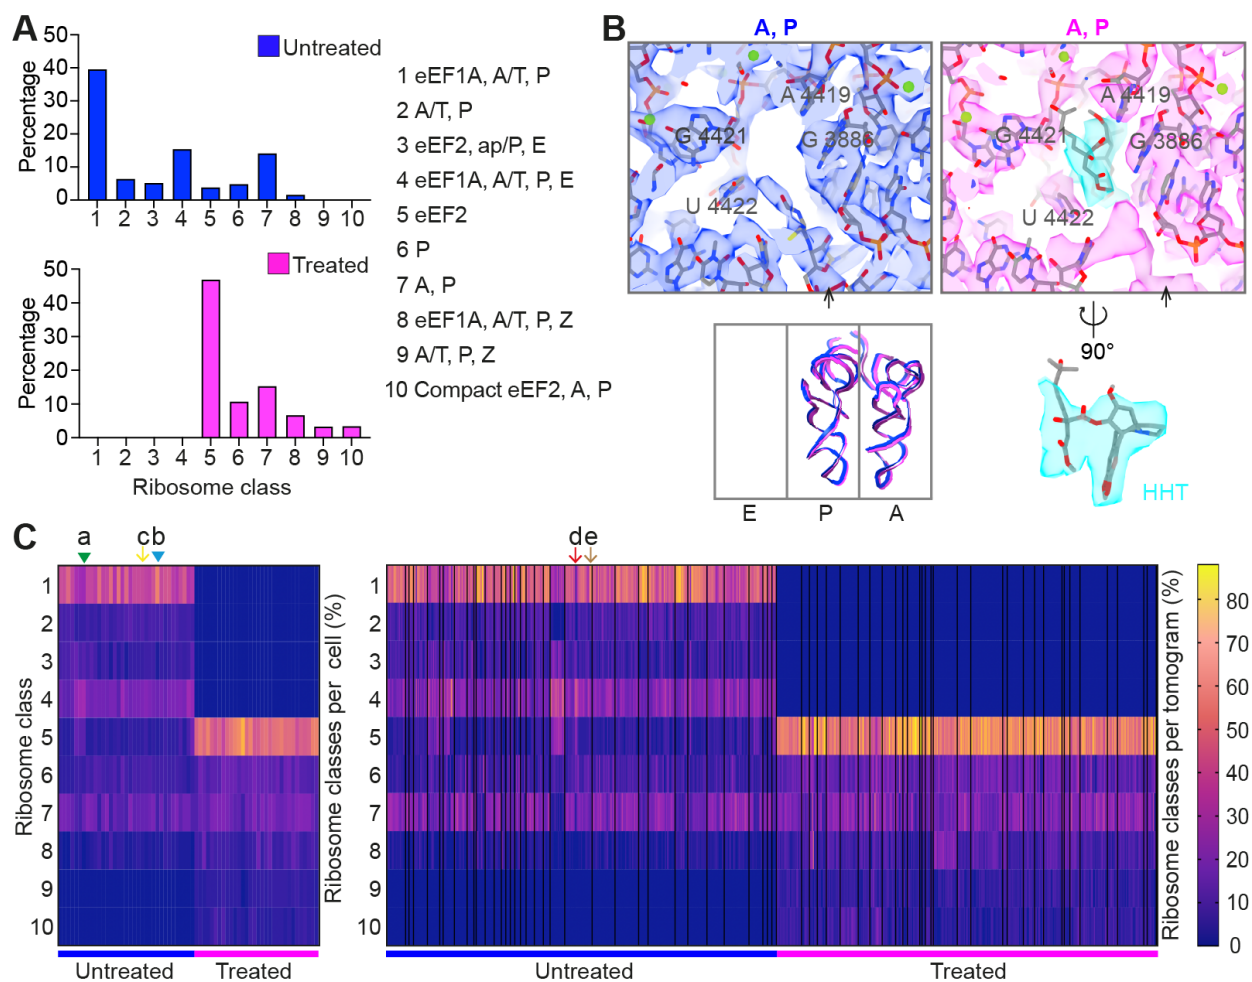 A
50
40
30
20
10
0
Percentage
Untreated
1 2 3 4 5 6 7 8 9 10
50
40
30
20
10
0
Percentage
Treated
1 2 3 4 5 6 7 8 9 10
Ribosome class
1 eEF1A, A/T, P
2 A/T, P
3 eEF2, ap/P, E
4 eEF1A, A/T, P, E
5 eEF2
6 P
7 A, P
8 eEF1A, A/T, P, Z
9 A/T, P, Z
10 Compact eEF2, A, P
B
A, P
A 4419
G 4421
G 3886
U 4422
A, P
A 4419
G 4421
G 3886
U 4422
90°
E P A
HHT
C
a cb
1
2
3
4
5
6
7
8
9
10
Ribosome class
Untreated Treated
Ribosome classes per cell (%)
de
1
2
3
4
5
6
7
8
9
10
Untreated Treated
Ribosome classes per tomogram (%)
80
70
60
50
40
30
20
10
0